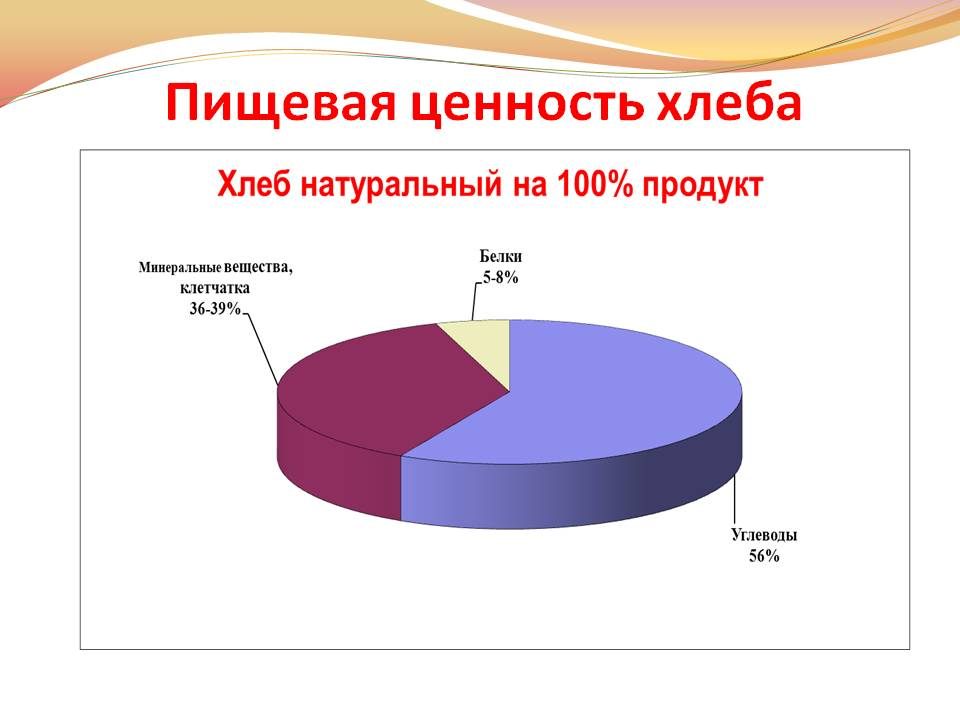 Пищевая ценность хлеба
Хлеб натуральный на 100% продукт
Белки
5-8%
Минеральные вещества,
клетчатка
36-39%
Углеводы
56%